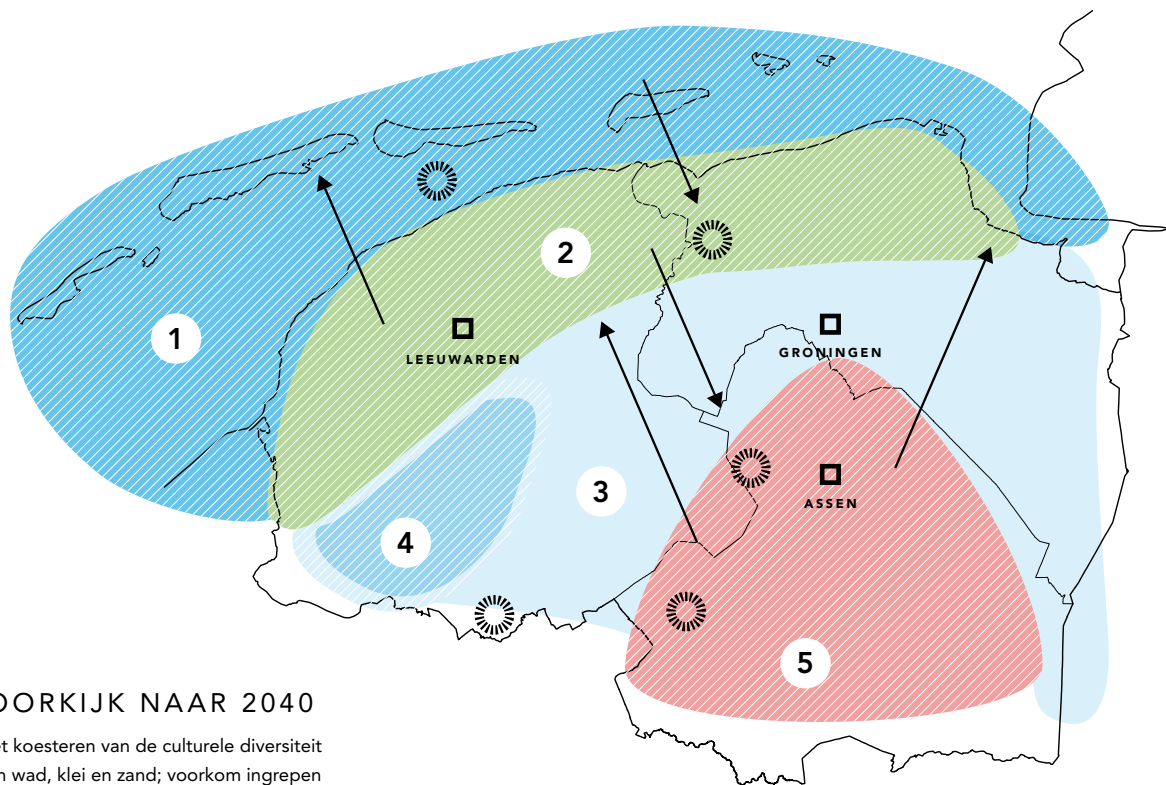 1
2
LEEUWARDEN
GRONINGEN
3
ASSEN
4
5
OORKIJK NAAR 2040
et koesteren van de culturele diversiteit
n wad, klei en zand; voorkom ingrepen